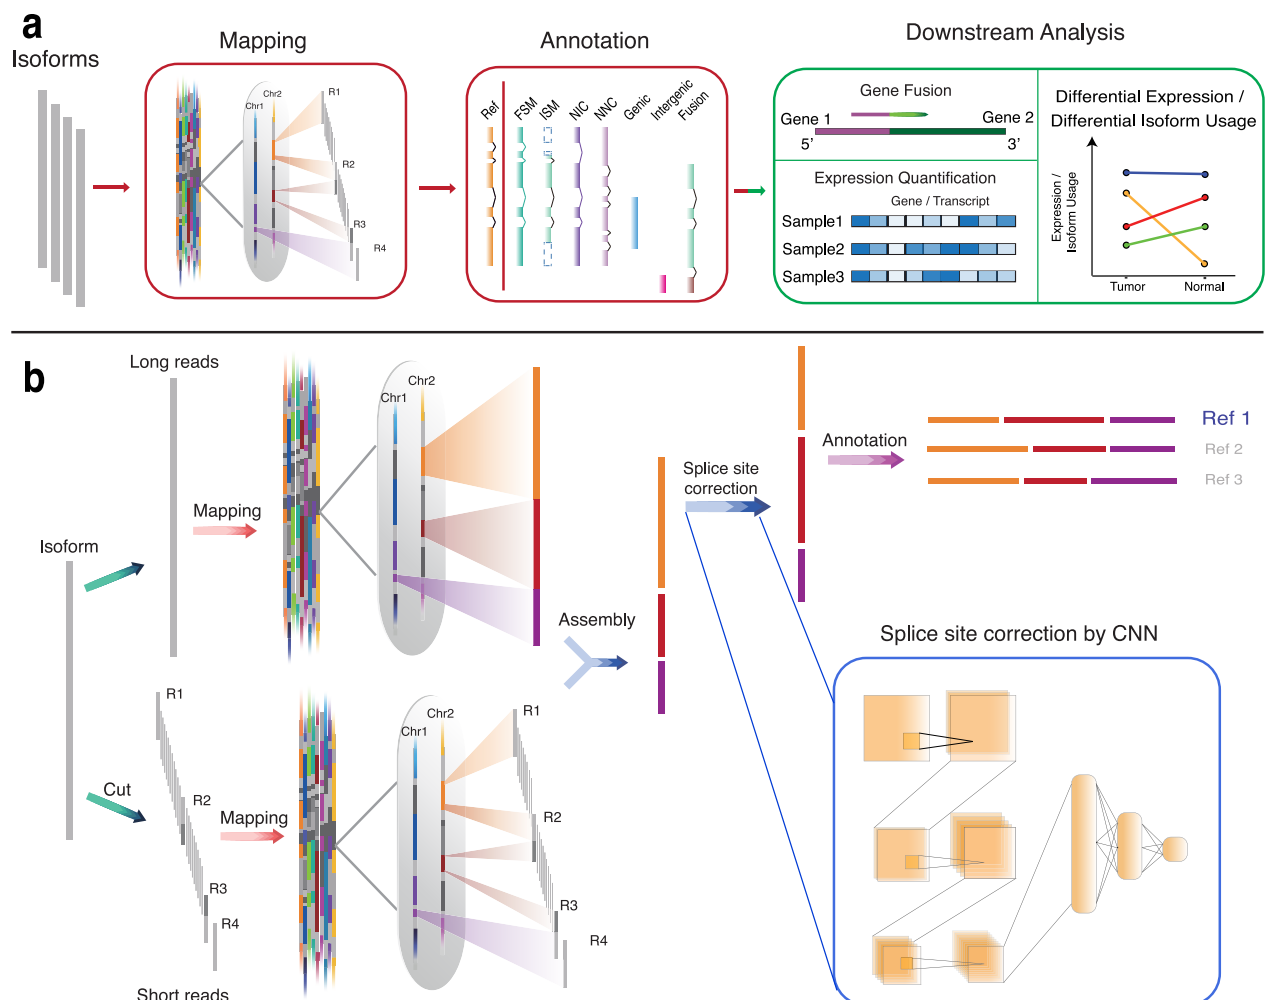 a
Isoforms
Mapping
Annotation
Downstream Analysis
Chr1
Chr2
R1
R2
R3
R4
Ref
FSM
ISM
NIC
NNC
Genic
Intergenic
Fusion
Gene Fusion
Gene 1
Gene 2
5’
3’
Expression Quantification
Gene / Transcript
Sample1
Sample2
Sample3
Differential Expression /
Differential Isoform Usage
Expression /
Isoform Usage
Tumor
Normal
b
Long reads
Isoform
Mapping
Chr1
Chr2
Assembly
Splice site
correction
Annotation
Ref 1
Ref 2
Ref 3
Cut
R1
R2
R3
R4
Short reads
Mapping
Chr1
Chr2
R1
R2
R3
R4
Splice site correction by CNN